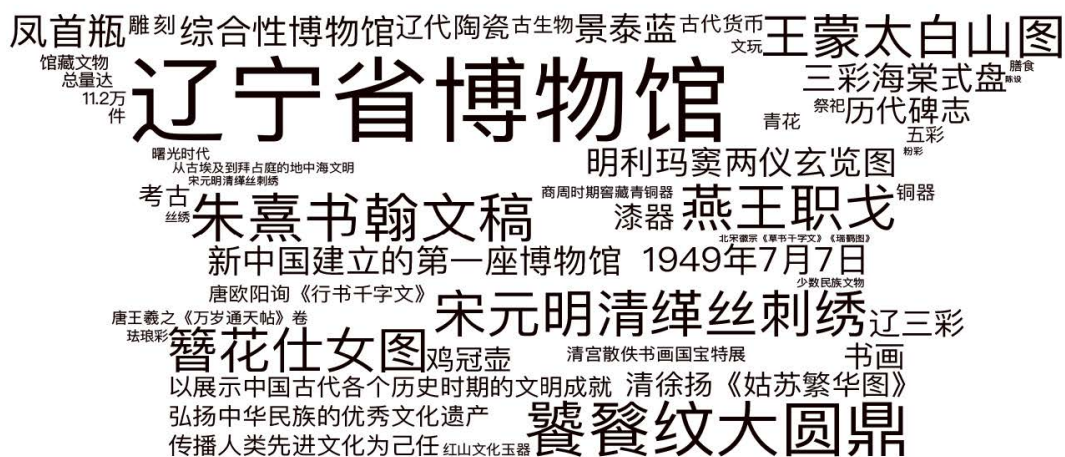 凤首瓶
雕刻
综合性博物馆
辽代陶瓷
古生物
景泰蓝
古代货币
文玩
王蒙太白山图
馆藏文物
总量达
11.2万
件
辽宁省博物馆
三彩海棠式盘
膳食
陈设
祭祀
历代碑志
青花
五彩
粉彩
曙光时代
从古埃及到拜占庭的地中海文明
宋元明清缂丝刺绣
明利玛窦两仪玄览图
考古
丝绣
朱熹书翰文稿
商周时期窖藏青铜器
漆器
燕王职戈
铜器
北宋徽宗《草书千字文》《瑞鹤图》
新中国建立的第一座博物馆
1949年7月7日
少数民族文物
唐欧阳询《行书千字文》
宋元明清缂丝刺绣
辽三彩
唐王羲之《万岁通天帖》卷
珐琅彩
簪花仕女图
鸡冠壶
清宫散佚书画国宝特展
书画
以展示中国古代各个历史时期的文明成就
清徐扬《姑苏繁华图》
弘扬中华民族的优秀文化遗产
饕餮纹大圆鼎
传播人类先进文化为己任
红山文化玉器